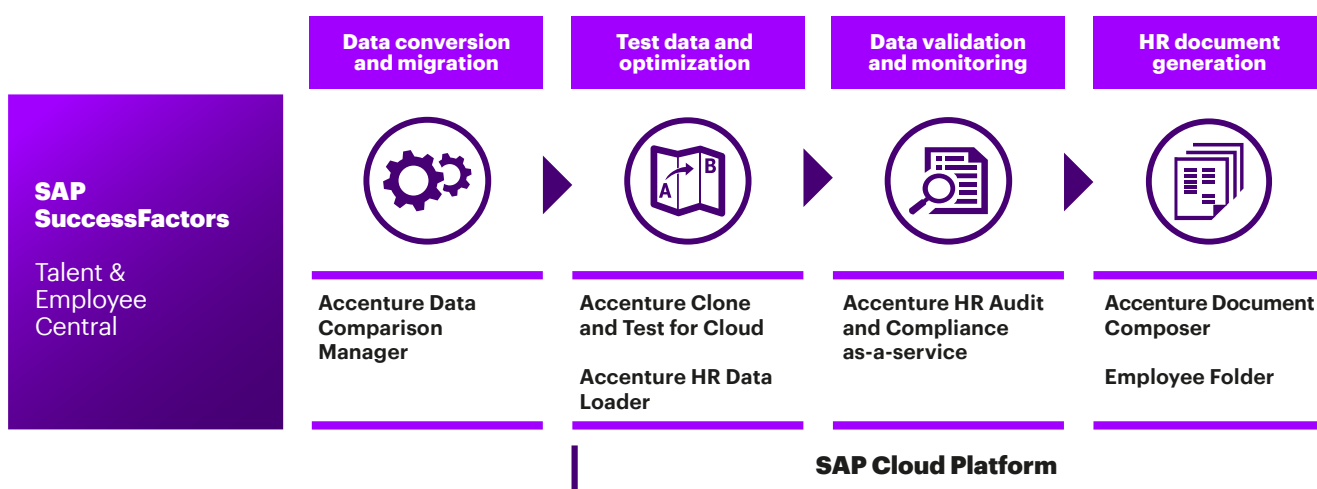 Data conversion
and migration
Test data and
optimization
Data validation
and monitoring
HR document
generation
SAP
SuccessFactors
Talent &
Employee
Central
A
B
Accenture Data
Comparison
Manager
Accenture Clone
and Test for Cloud
Accenture HR Data
Loader
Accenture HR Audit
and Compliance
as-a-service
Accenture Document
Composer
Employee Folder
SAP Cloud Platform